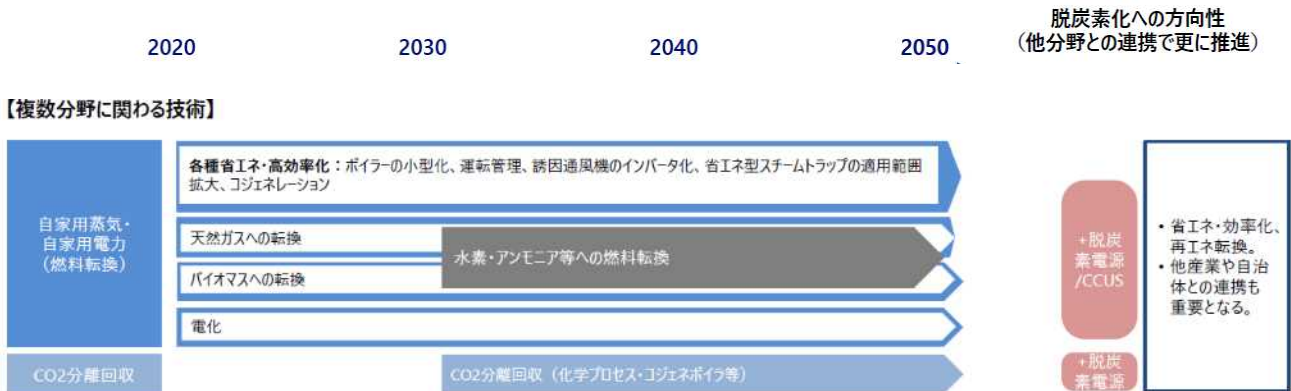 脱炭素化への方向性
（他分野との連携で更に推進）
2020
2030
2040
2050
【複数分野に関わる技術】
自家用蒸気・
自家用電力
（燃料転換）
各種省エネ・高効率化：ボイラーの小型化、運転管理、誘因通風機のインバータ化、省エネ型スチームトラップの適用範囲
拡大、コジェネレーション
天然ガスへの転換
水素・アンモニア等への燃料転換
バイオマスへの転換
電化
+脱炭
素電源
/CCUS
・省エネ・効率化、
再エネ転換。
・他産業や自治
体との連携も
重要となる。
CO2分離回収
CO2分離回収（化学プロセス・コジェネボイラ等）
+脱炭
素電源